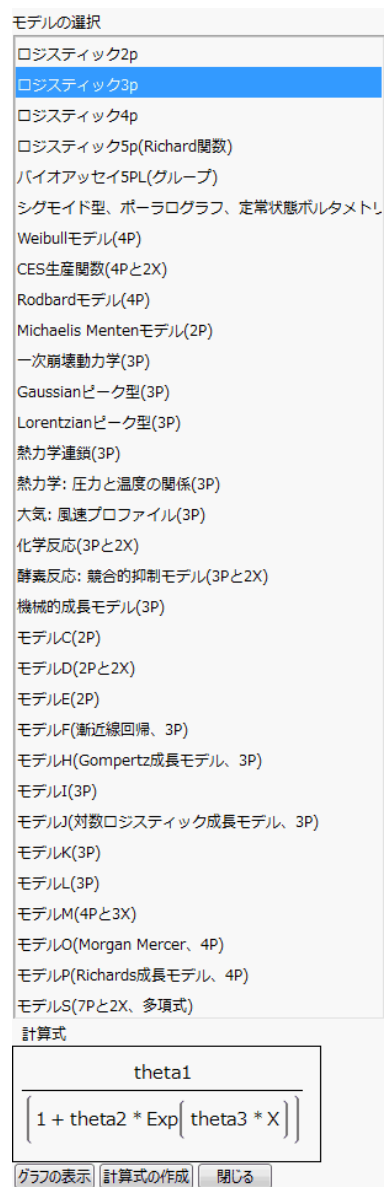 モデルの選択
ロジスティック2p
ロジスティック3p
ロジスティック4p
ロジスティック5p(Richard関数)
バイオアッセイ5PL(グループ)
シグモイド型、ポーラログラフ、定常状態ボルタメトリ
Weibullモデル(4P)
CES生産関数(4Pと2X)
Rodbardモデル(4P)
Michaelis Mentenモデル(2P)
一次崩壊動力学(3P)
Gaussianピーク型(3P)
Lorentzianピーク型(3P)
熱力学連鎖(3P)
熱力学: 圧力と温度の関係(3P)
大気: 風速プロファイル(3P)
化学反応(3Pと2X)
酵素反応: 競合的抑制モデル(3Pと2X)
機械的成長モデル(3P)
モデルC(2P)
モデルD(2Pと2X)
モデルE(2P)
モデルF(漸近線回帰、3P)
モデルH(Gompertz成長モデル、3P)
モデルI(3P)
モデルJ(対数ロジスティック成長モデル、3P)
モデルK(3P)
モデルL(3P)
モデルM(4Pと3X)
モデルO(Morgan Mercer、4P)
モデルP(Richards成長モデル、4P)
モデルS(7Pと2X、多項式)
計算式
theta1
(1 + theta2 * Exp(theta3 * X))
グラフの表示 計算式の作成 閉じる